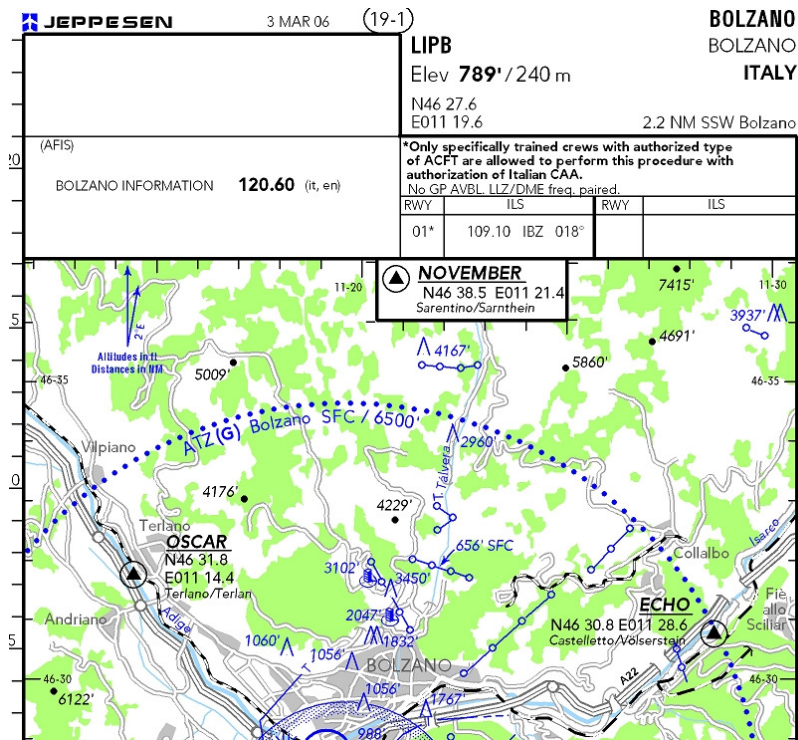 JEPPESEN
3 MAR 06
19-1
BOLZANO
LIPB
BOLZANO
Elev 789'/240 m
ITALY
N46 27.6
E011 19.6
2.2 NM SSW Bolzano
(AFIS)
BOLZANO INFORMATION 120.60 (it, en)
*Only specifically trained crews with authorized type
of ACFT are allowed to perform this procedure with
authorization of Italian CAA.
No GP AVBL. LLZ/DME freq. paired.
RWY ILS RWY ILS
01* 109.10 IBZ 018°
20
11-20
NOVEMBER
N46 38.5 E011 21.4
Sarentino/Sarnthein
7415'
11-30
3937'
5
2°E
Altitudes in ft
Distances in NM
4167'
4691'
5009'
5860'
46-35
46-35
ATZ (G) Bolzano SFC / 6500'
2960'
Vilpiano
T. Talvera
0
4176'
4229'
Terlano
656' SFC
Isarco
OSCAR
N46 31.8
E011 14.4
Terlano/Terlan
Collalbo
3102'
3450'
Fiè
allo
Sciliar
ECHO
N46 30.8 E011 28.6
Castelletto/Völserstein
Andriano
Adige
2047'
1832'
5
1060'
1056'
BOLZANO
46-30
46-30
6122'
T
A22
1056'
1767'
988'